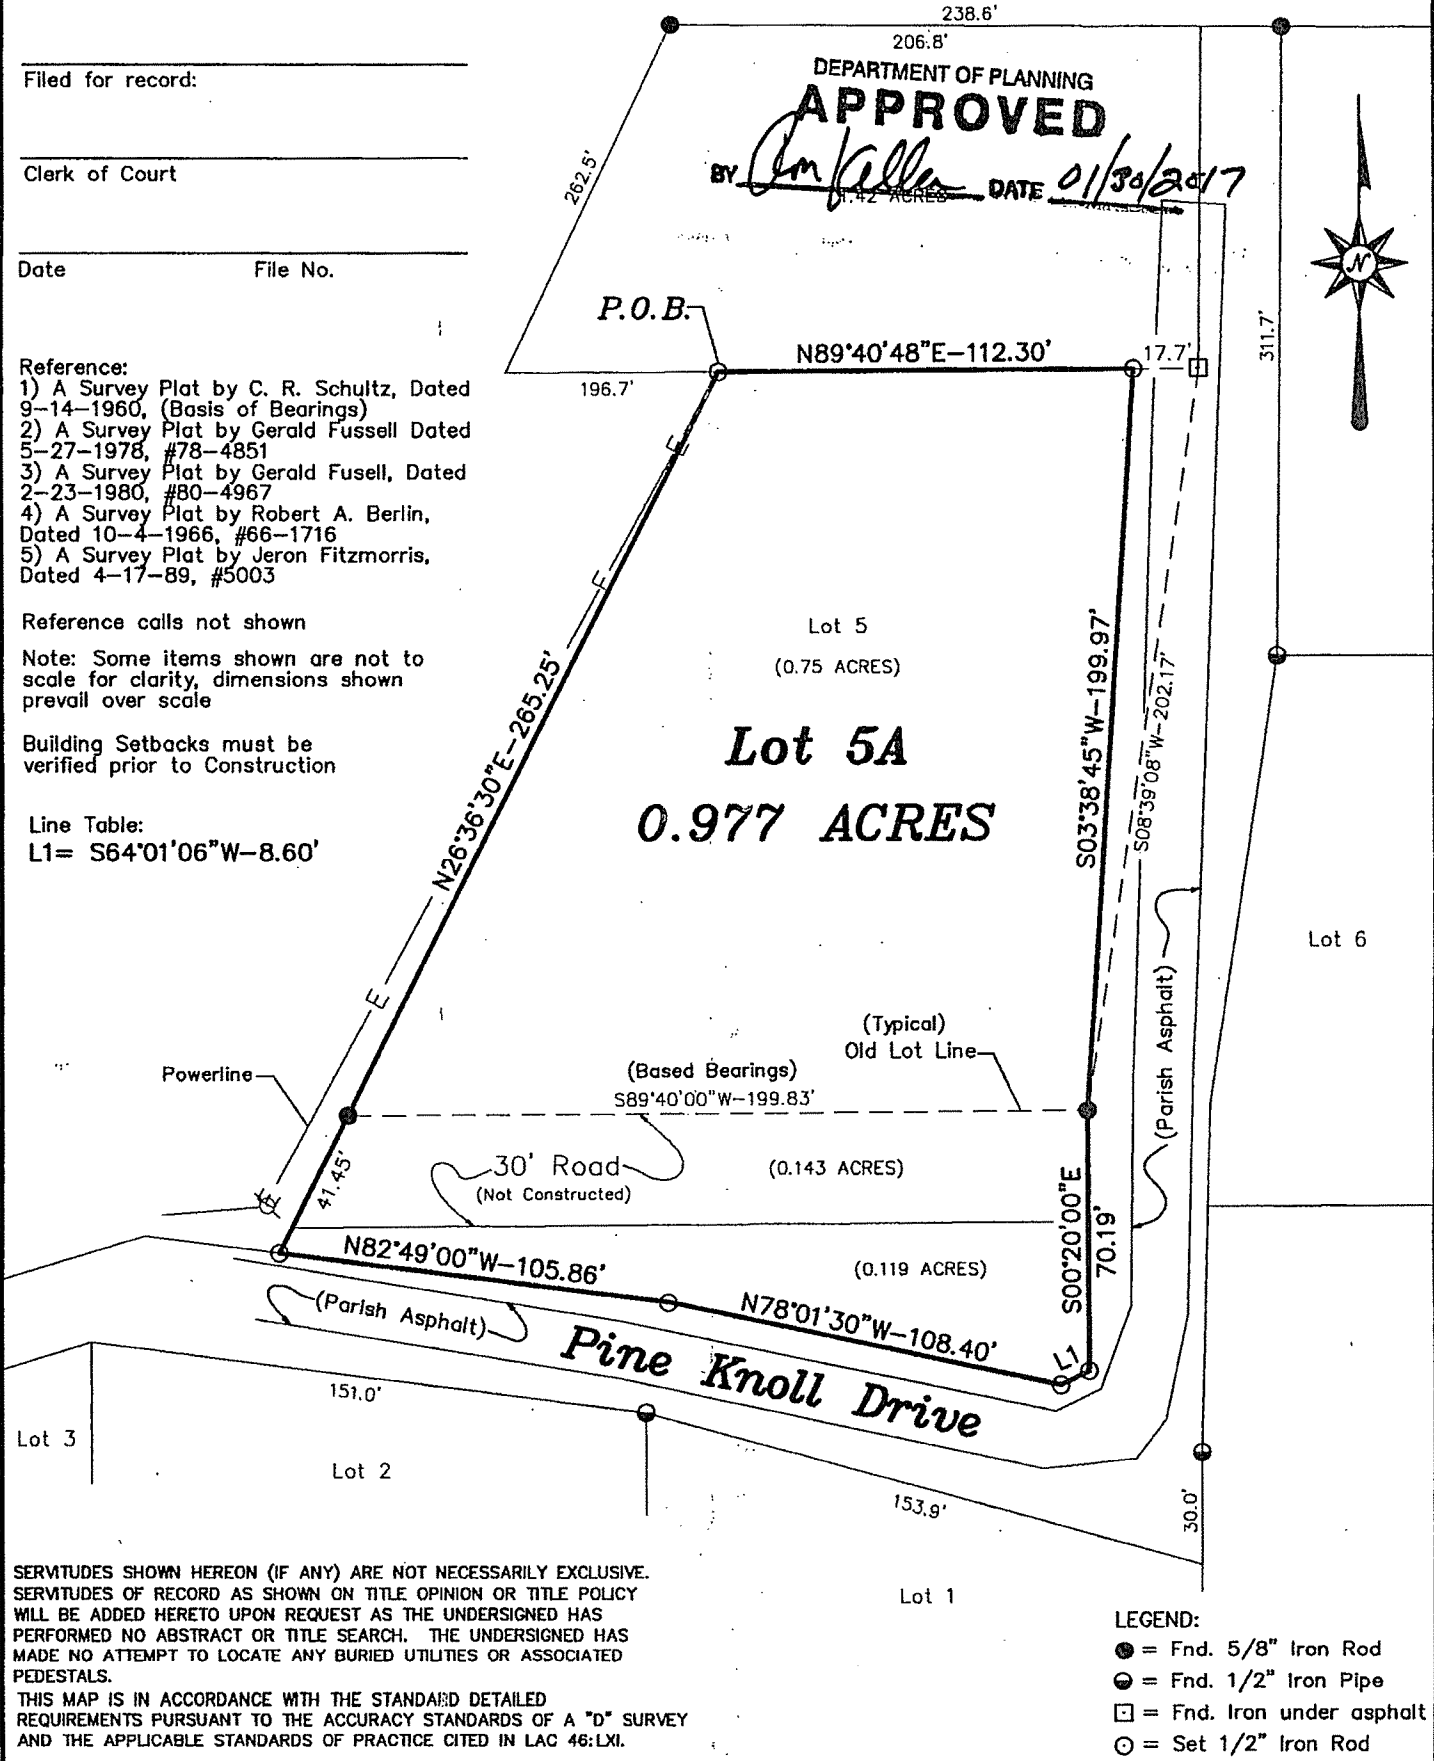 238.6'
206.8'
Filed for record:
Clerk of Court
Date File No.
DEPARTMENT OF PLANNING
APPROVED
BY DATE 01/30/2017
1.42 ACRES
262.5'
311.7'
N
P.O.B.
N89°40'48"E-112.30'
17.7'
196.7'
Reference:
1) A Survey Plat by C. R. Schultz, Dated
9-14-1960, (Basis of Bearings)
2) A Survey Plat by Gerald Fussell Dated
5-27-1978, #78-4851
3) A Survey Plat by Gerald Fusell, Dated
2-23-1980, #80-4967
4) A Survey Plat by Robert A. Berlin,
Dated 10-4-1966, #66-1716
5) A Survey Plat by Jeron Fitzmorris,
Dated 4-17-89, #5003
Reference calls not shown
Note: Some items shown are not to
scale for clarity, dimensions shown
prevail over scale
Building Setbacks must be
verified prior to Construction
Line Table:
L1= S64°01'06"W-8.60'
E
E
E
E
N26°36'30"E-265.25'
Lot 5
(0.75 ACRES)
Lot 5A
0.977 ACRES
S03°38'45"W-199.97'
S08°39'08"W-202.17'
(Parish Asphalt)
Lot 6
(Typical)
Old Lot Line
(Based Bearings)
S89°40'00"W-199.83'
Powerline
41.45'
30' Road
(Not Constructed)
(0.143 ACRES)
S00°20'00"E
70.19'
N82°49'00"W-105.86'
(0.119 ACRES)
(Parish Asphalt)
N78°01'30"W-108.40'
L1
Pine Knoll Drive
151.0'
Lot 3
Lot 2
153.9'
30.0'
Lot 1
SERVITUDES SHOWN HEREON (IF ANY) ARE NOT NECESSARILY EXCLUSIVE.
SERVITUDES OF RECORD AS SHOWN ON TITLE OPINION OR TITLE POLICY
WILL BE ADDED HERETO UPON REQUEST AS THE UNDERSIGNED HAS
PERFORMED NO ABSTRACT OR TITLE SEARCH. THE UNDERSIGNED HAS
MADE NO ATTEMPT TO LOCATE ANY BURIED UTILITIES OR ASSOCIATED
PEDESTALS.
THIS MAP IS IN ACCORDANCE WITH THE STANDARD DETAILED
REQUIREMENTS PURSUANT TO THE ACCURACY STANDARDS OF A "D" SURVEY
AND THE APPLICABLE STANDARDS OF PRACTICE CITED IN LAC 46:LXI.
LEGEND:
= Fnd. 5/8" Iron Rod
= Fnd. 1/2" Iron Pipe
= Fnd. Iron under asphalt
= Set 1/2" Iron Rod